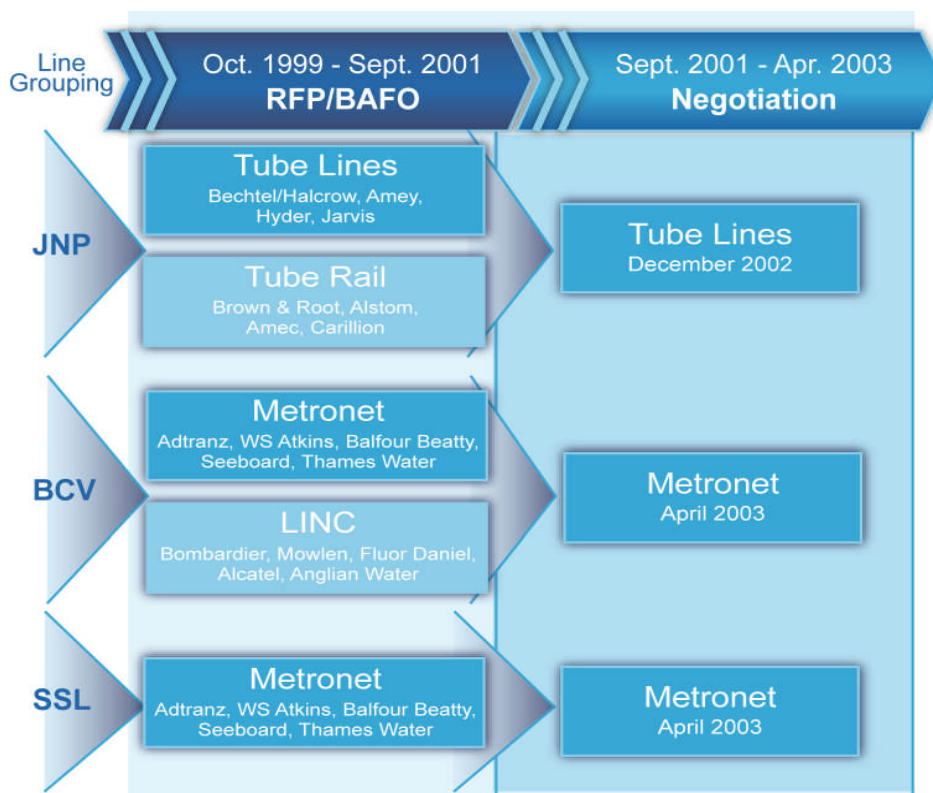 Line
Grouping
Oct. 1999 - Sept. 2001
RFP/BAFO
Sept. 2001 - Apr. 2003
Negotiation
JNP
Tube Lines
Bechtel/Halcrow, Amey,
Hyder, Jarvis
Tube Rail
Brown & Root, Alstom,
Amec, Carillion
Tube Lines
December 2002
BCV
Metronet
Adtranz, WS Atkins, Balfour Beatty,
Seeboard, Thames Water
LINC
Bombardier, Mowlen, Fluor Daniel,
Alcatel, Anglian Water
Metronet
April 2003
SSL
Metronet
Adtranz, WS Atkins, Balfour Beatty,
Seeboard, Thames Water
Metronet
April 2003